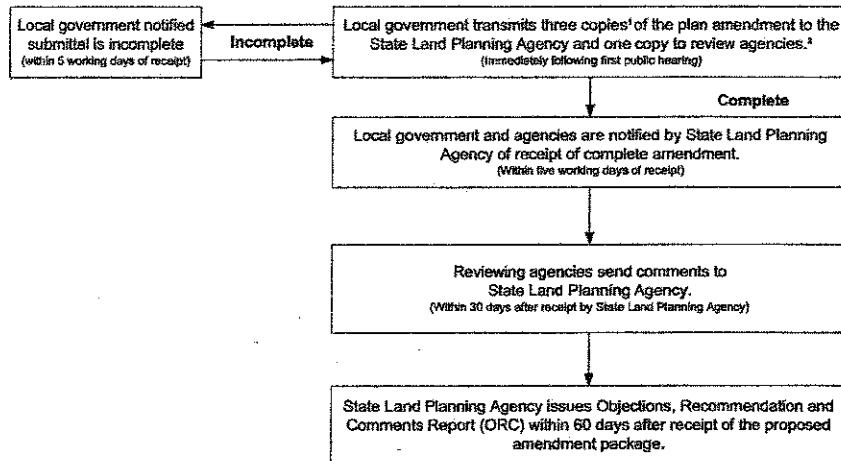 Local government notified
submittal is incomplete
(within 5 working days of receipt)
Incomplete
Local government transmits three copies¹ of the plan amendment to the
State Land Planning Agency and one copy to review agencies.²
(Immediately following first public hearing)
Complete
Local government and agencies are notified by State Land Planning
Agency of receipt of complete amendment.
(Within five working days of receipt)
Reviewing agencies send comments to
State Land Planning Agency.
(Within 30 days after receipt by State Land Planning Agency)
State Land Planning Agency issues Objections, Recommendation and
Comments Report (ORC) within 60 days after receipt of the proposed
amendment package.